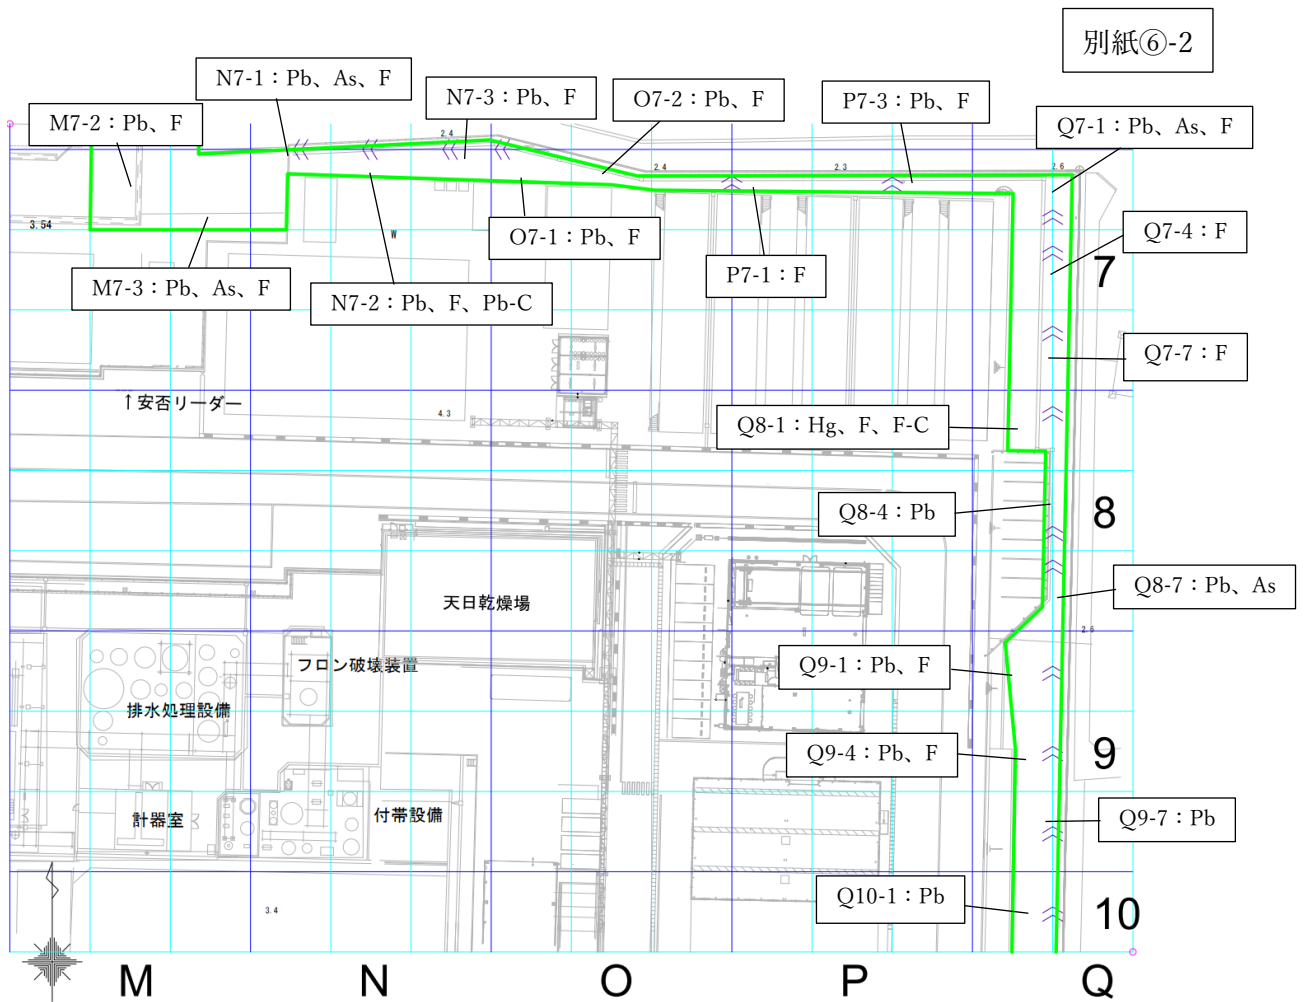 別紙⑥-2
N7-1：Pb、As、F
N7-3：Pb、F
O7-2：Pb、F
P7-3：Pb、F
M7-2：Pb、F
Q7-1：Pb、As、F
2.4
2.4
2.3
2.6
3.54
W
O7-1：Pb、F
Q7-4：F
P7-1：F
7
M7-3：Pb、As、F
N7-2：Pb、F、Pb-C
Q7-7：F
↑安否リーダー
4.3
Q8-1：Hg、F、F-C
Q8-4：Pb
8
Q8-7：Pb、As
天日乾燥場
2.6
フロン破壊装置
Q9-1：Pb、F
排水処理設備
Q9-4：Pb、F
9
計器室
付帯設備
Q9-7：Pb
Q10-1：Pb
3.4
10
M
N
O
P
Q